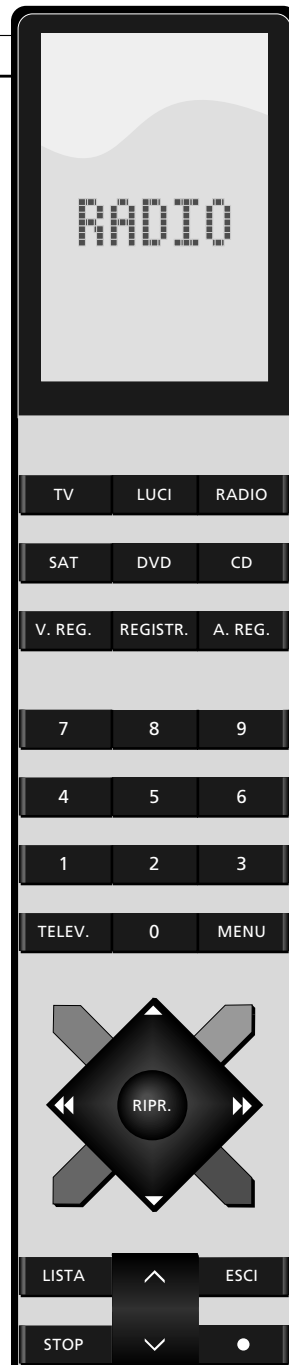 RADIO
TV LUCI RADIO
SAT DVD CD
V. REG. REGISTR. A. REG.
7 8 9
4 5 6
1 2 3
TELEV. 0 MENU
RIPR.
LISTA ESCI
STOP